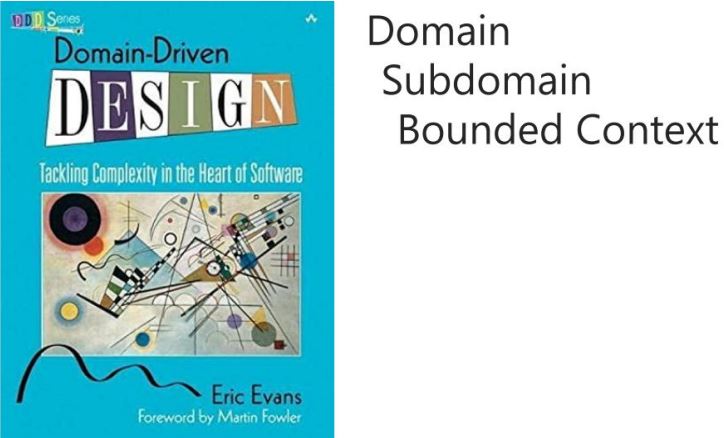 DDD Series
Domain-Driven
DESIGN
Tackling Complexity in the Heart of Software
Eric Evans
Foreword by Martin Fowler
Domain
Subdomain
Bounded Context